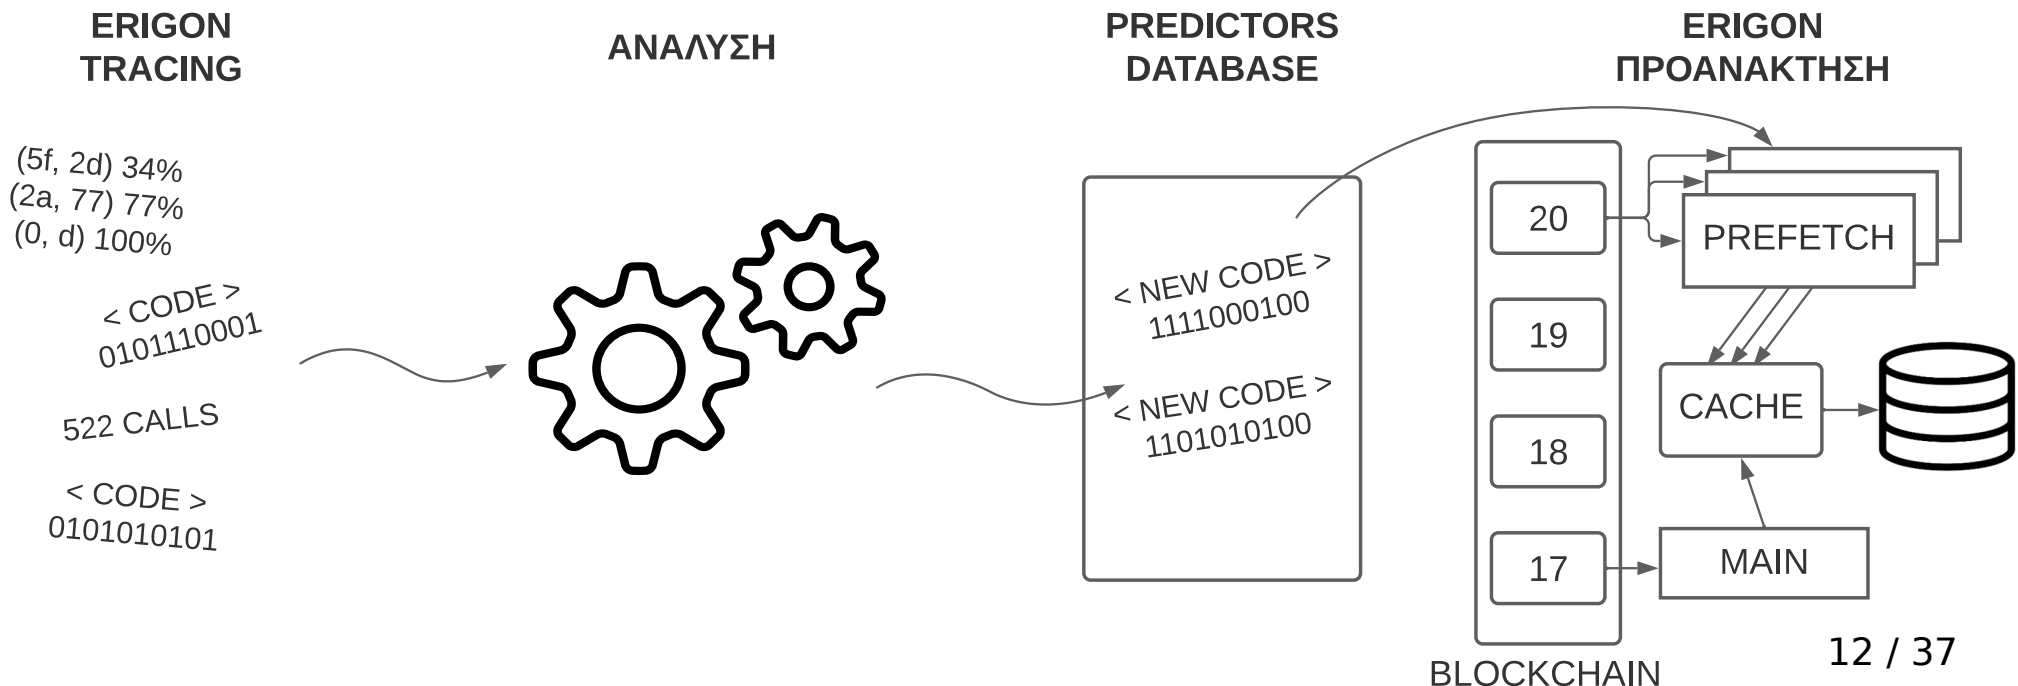 ERIGON
TRACING
ΑΝΑΛΥΣΗ
PREDICTORS
DATABASE
ERIGON
ΠΡΟΑΝΑΚΤΗΣΗ
(5f, 2d) 34%
(2a, 77) 77%
(0, d) 100%
< CODE >
0101110001
522 CALLS
< CODE >
0101010101
< NEW CODE >
1111000100
< NEW CODE >
1101010100
20
19
18
17
BLOCKCHAIN
PREFETCH
CACHE
MAIN
12 / 37